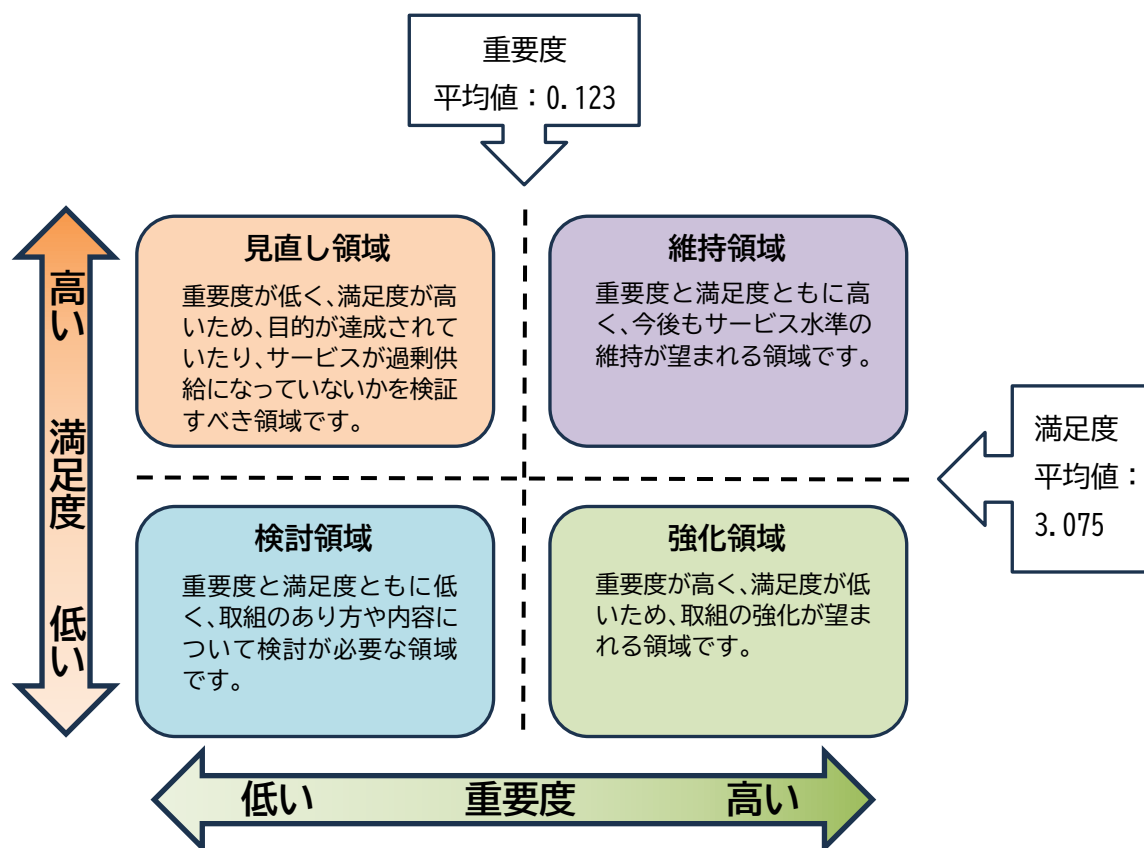 重要度
平均値：0.123
見直し領域
重要度が低く、満足度が高
いため、目的が達成されて
いたり、サービスが過剰供
給になっていないかを検証
すべき領域です。
維持領域
重要度と満足度ともに高
く、今後もサービス水準の
維持が望まれる領域です。
高い　満足度　低い
満足度
平均値：
3.075
検討領域
重要度と満足度ともに低
く、取組のあり方や内容に
ついて検討が必要な領域
です。
強化領域
重要度が高く、満足度が低
いため、取組の強化が望ま
れる領域です。
低い　重要度　高い